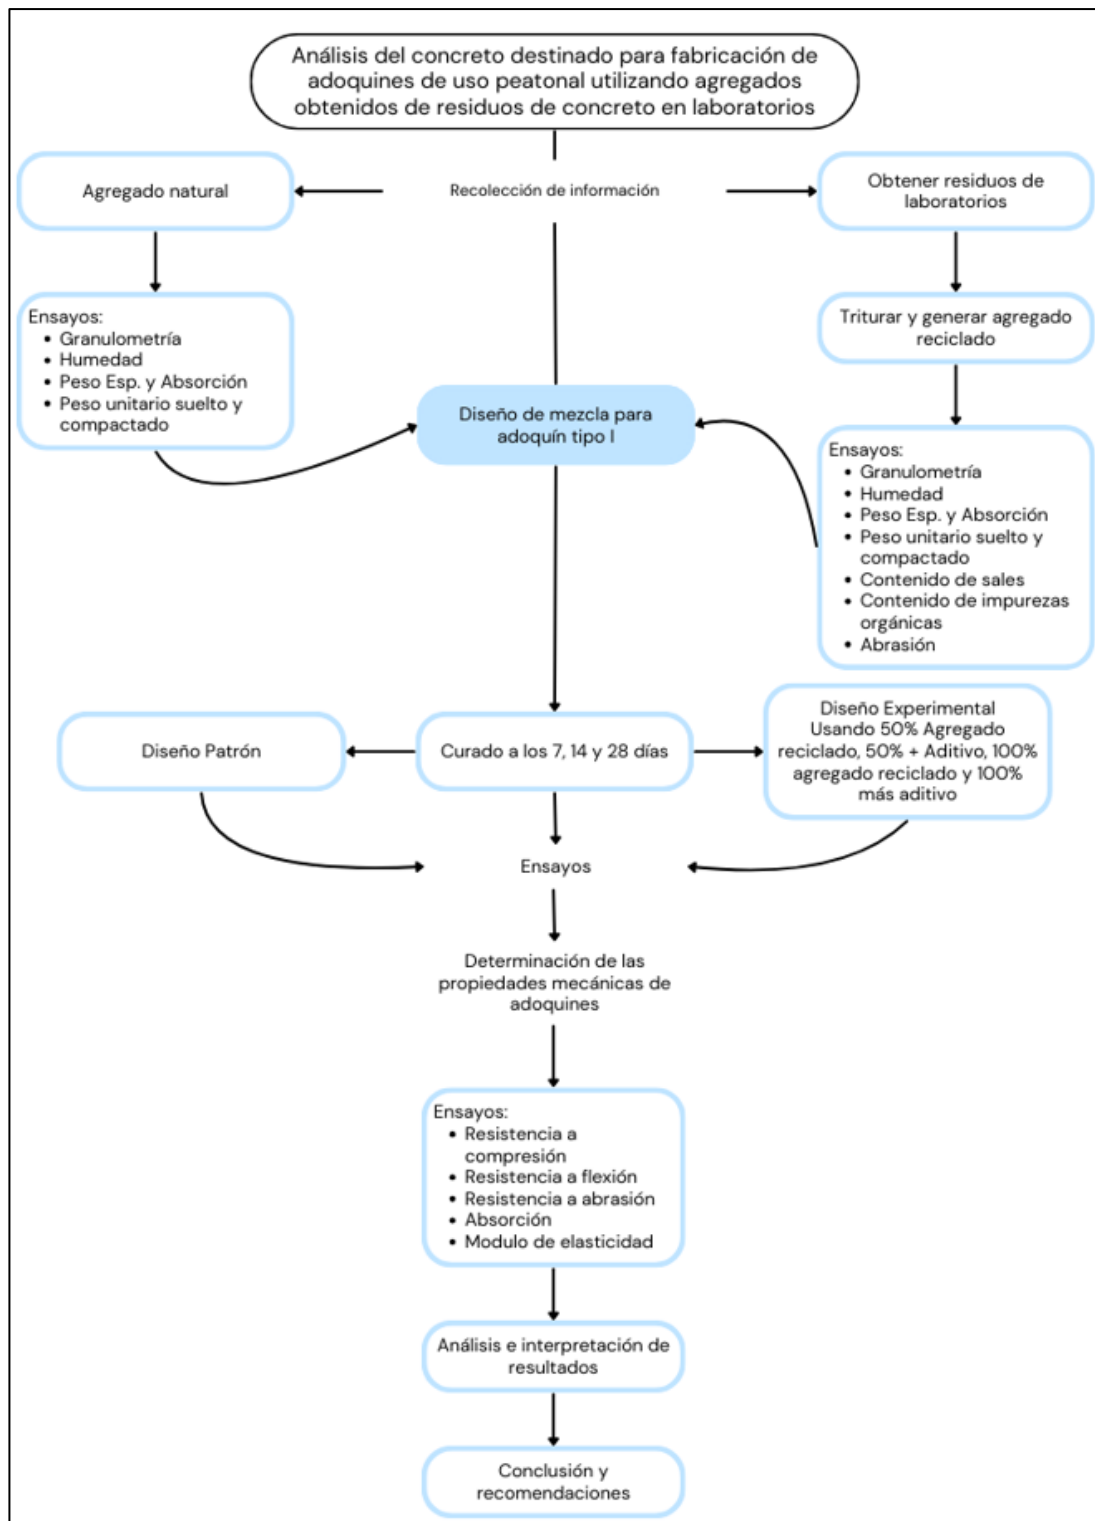 Análisis del concreto destinado para fabricación de
adoquines de uso peatonal utilizando agregados
obtenidos de residuos de concreto en laboratorios
Agregado natural
Recolección de información
Obtener residuos de
laboratorios
Ensayos:
• Granulometría
• Humedad
• Peso Esp. y Absorción
• Peso unitario suelto y
compactado
Triturar y generar agregado
reciclado
Diseño de mezcla para
adoquín tipo I
Ensayos:
• Granulometría
• Humedad
• Peso Esp. y Absorción
• Peso unitario suelto y
compactado
• Contenido de sales
• Contenido de impurezas
orgánicas
• Abrasión
Diseño Patrón
Curado a los 7, 14 y 28 días
Diseño Experimental
Usando 50% Agregado
reciclado, 50% + Aditivo, 100%
agregado reciclado y 100%
más aditivo
Ensayos
Determinación de las
propiedades mecánicas de
adoquines
Ensayos:
• Resistencia a
compresión
• Resistencia a flexión
• Resistencia a abrasión
• Absorción
• Modulo de elasticidad
Análisis e interpretación de
resultados
Conclusión y
recomendaciones